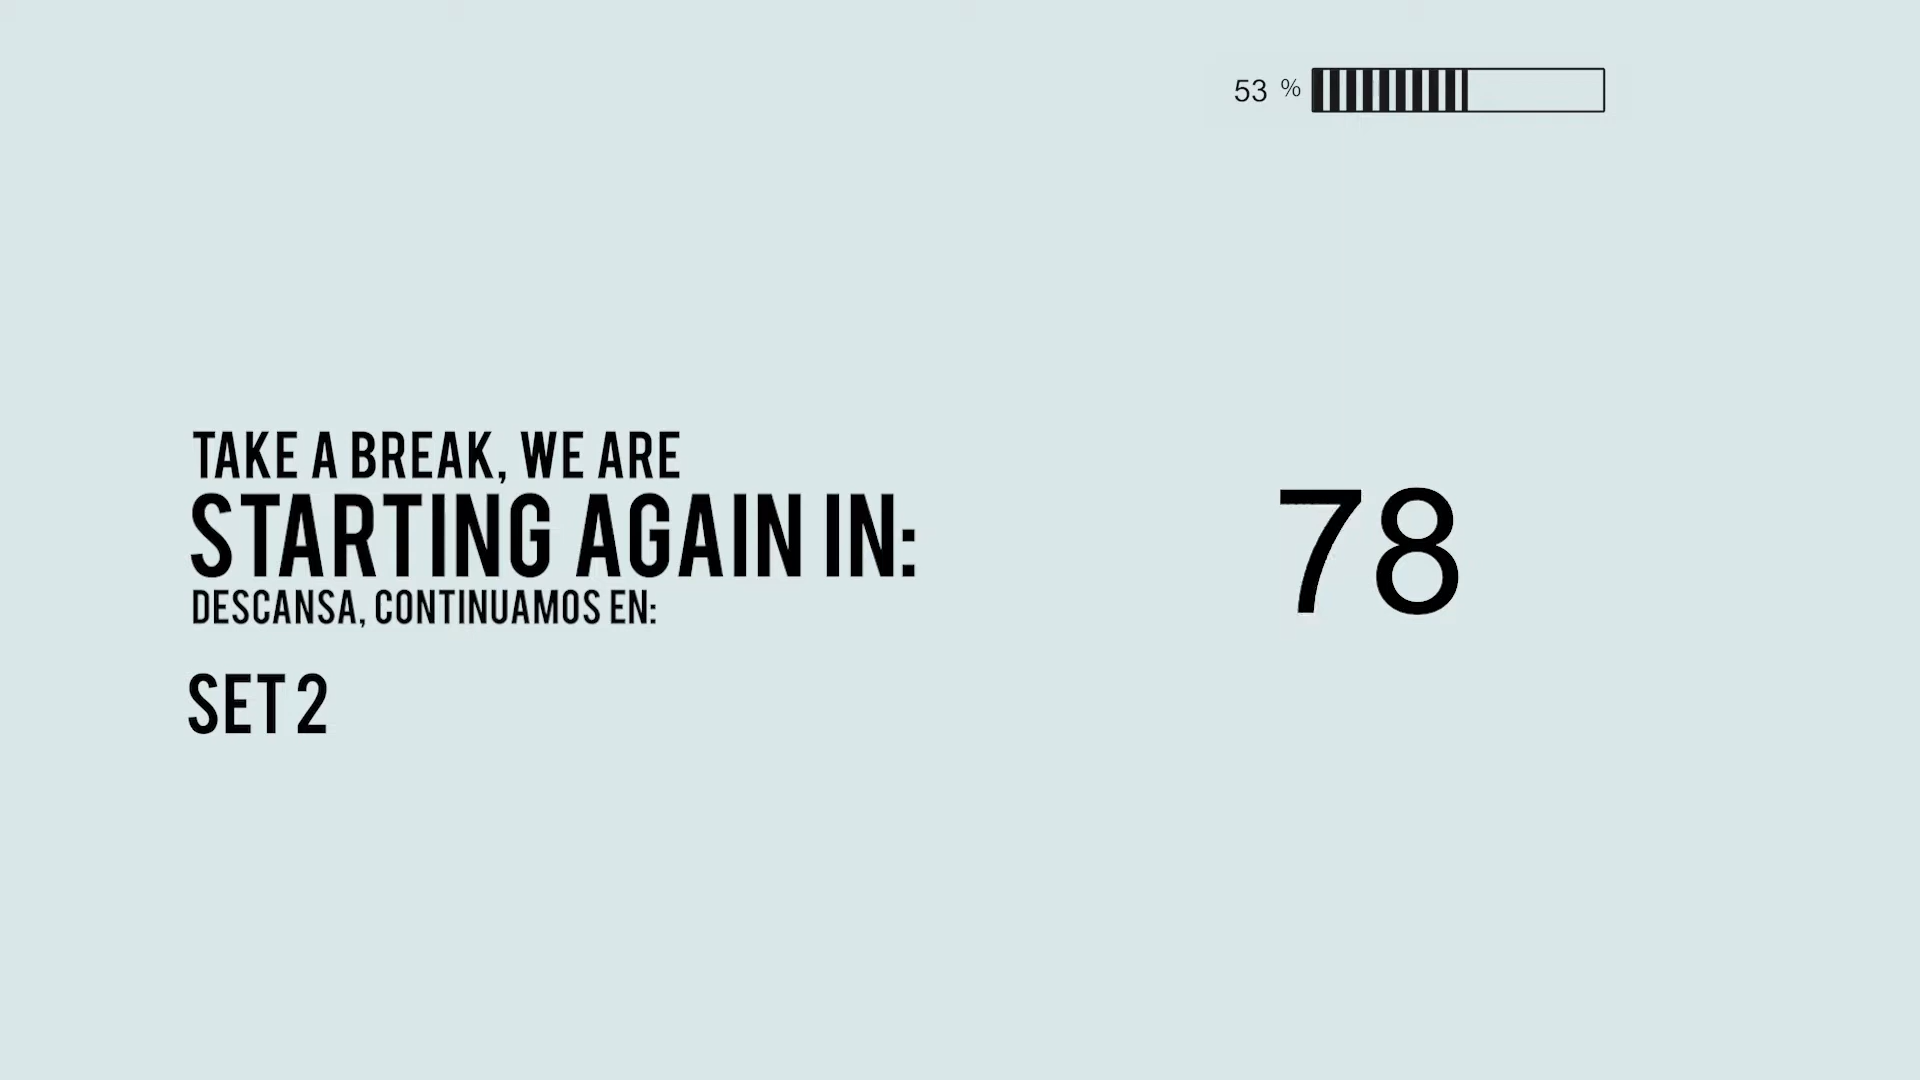 53 %
TAKE A BREAK, WE ARE
STARTING AGAIN IN:
78
DESCANSA, CONTINUAMOS EN:
SET 2